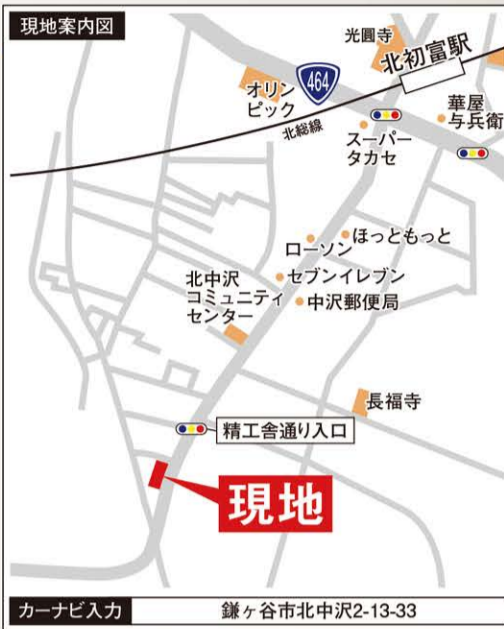 現地案内図
光圓寺
北初富駅
464
オリン
ピック
華屋
与兵衛
北総線
スーパー
タカセ
ほっともっと
ローソン
北中沢
コミュニティ
センター
セブンイレブン
中沢郵便局
長福寺
精工舎通り入口
現地
カーナビ入力
鎌ヶ谷市北中沢2-13-33